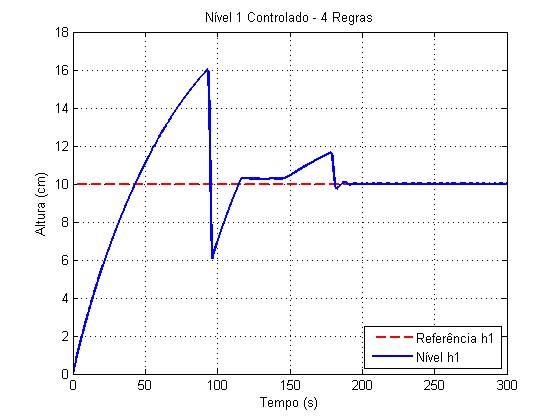 Nível 1 Controlado - 4 Regras
18
16
14
12
10
8
6
4
2
0
Altura (cm)
0 50 100 150 200 250 300
Tempo (s)
Referência h1
Nível h1